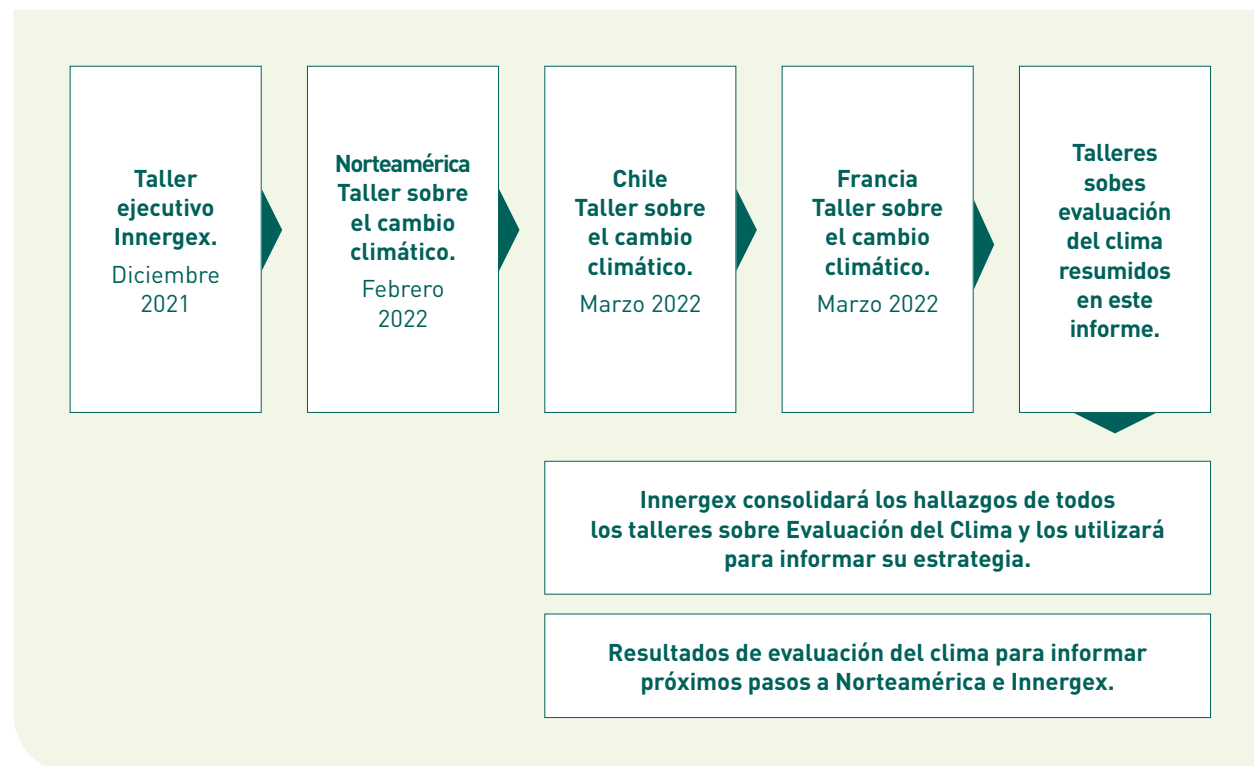 Taller
ejecutivo
Innergex.
Diciembre
2021
Norteamérica
Taller sobre
el cambio
climático.
Febrero
2022
Chile
Taller sobre
el cambio
climático.
Marzo 2022
Francia
Taller sobre
el cambio
climático.
Marzo 2022
Talleres
sobes
evaluación
del clima
resumidos
en este
informe.
Innergex consolidará los hallazgos de todos
los talleres sobre Evaluación del Clima y los utilizará
para informar su estrategia.
Resultados de evaluación del clima para informar
próximos pasos a Norteamérica e Innergex.